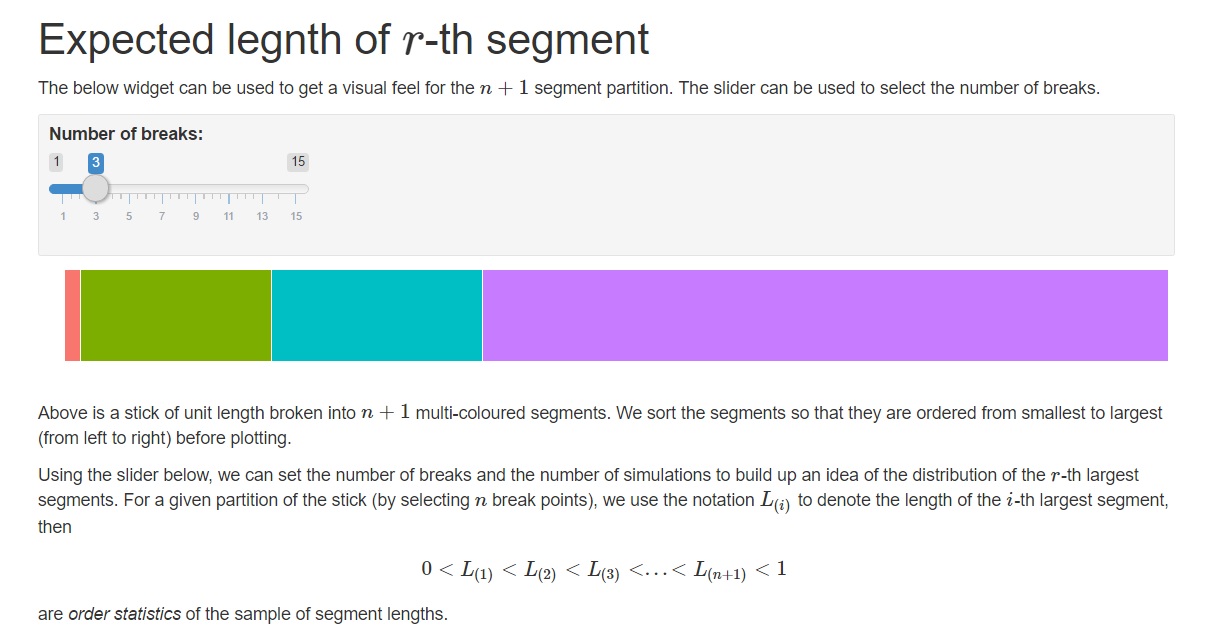 Expected legnth of r-th segment
The below widget can be used to get a visual feel for the n + 1 segment partition. The slider can be used to select the number of breaks.
Number of breaks:
1 3 15
1 3 5 7 9 11 13 15
Above is a stick of unit length broken into n + 1 multi-coloured segments. We sort the segments so that they are ordered from smallest to largest
(from left to right) before plotting.
Using the slider below, we can set the number of breaks and the number of simulations to build up an idea of the distribution of the r-th largest
segments. For a given partition of the stick (by selecting n break points), we use the notation L(i) to denote the length of the i-th largest segment,
then
0 < L(1) < L(2) < L(3) <...< L(n+1) < 1
are order statistics of the sample of segment lengths.